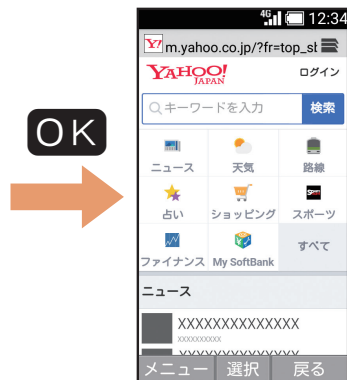 OK
4G 12:34
m.yahoo.co.jp/?fr=top_st
YAHOO! JAPAN ログイン
キーワードを入力 検索
ニュース 天気 路線
占い ショッピング スポーツ
ファイナンス My SoftBank すべて
ニュース
XXXXXXXXXXXXX
XXXXXXXXXX
XXXXXXXXXXXXX
メニュー 選択 戻る